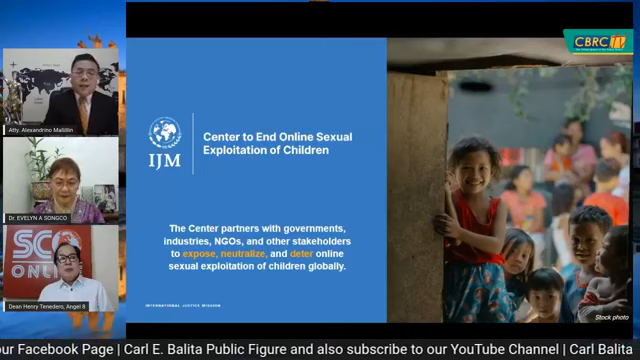 CBRC TV
Atty. Alexandrino Mallillin
Dr. EVELYN A SONGCO
SCO
ONLINE
Dean Henry Tenedero, Angel 8
IJM
Center to End Online Sexual
Exploitation of Children
The Center partners with governments,
industries, NGOs, and other stakeholders
to expose, neutralize, and deter online
sexual exploitation of children globally.
INTERNATIONAL JUSTICE MISSION
Stock photo
our Facebook Page | Carl E. Balita Public Figure and also subscribe to our YouTube Channel | Carl Balita